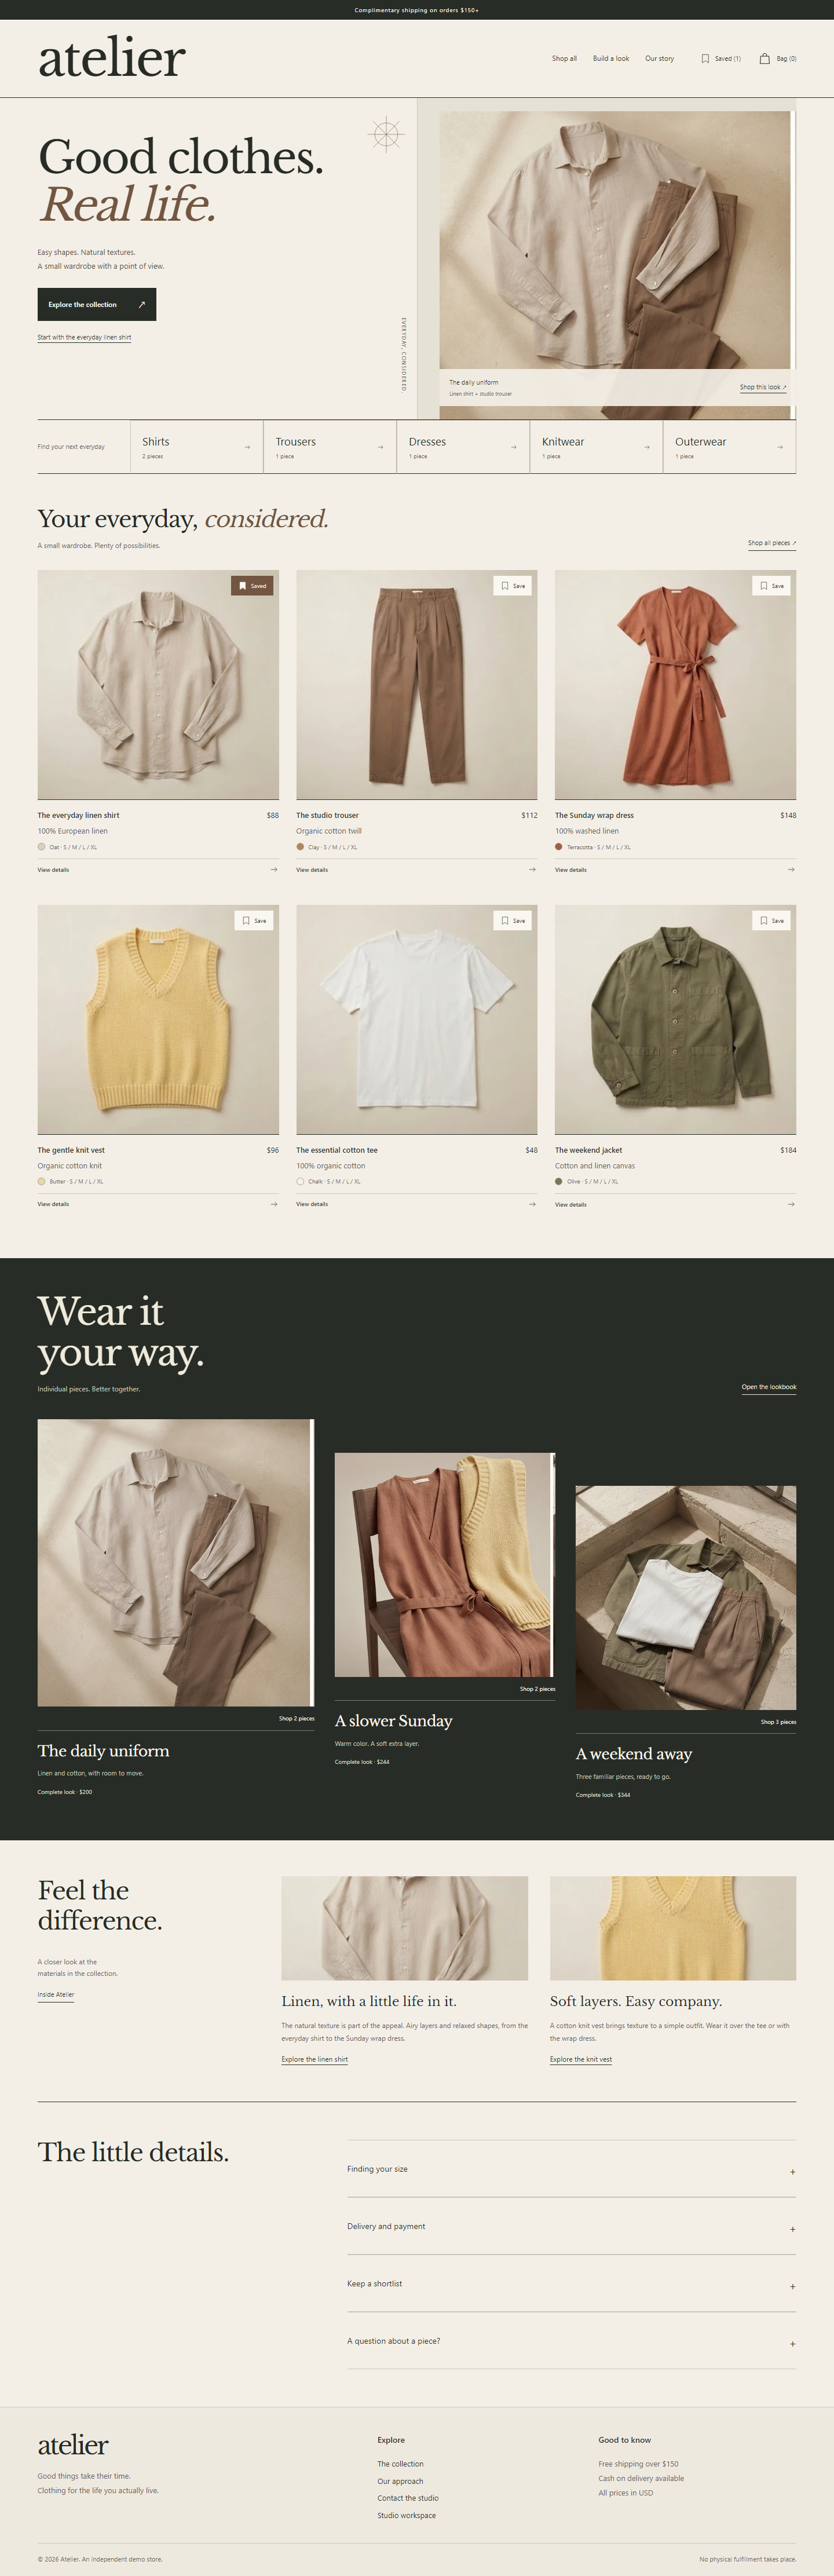 Complimentary shipping on orders $150+
atelier
Shop all
Build a look
Our story
Saved (1)
Bag (0)
Good clothes.
Real life.
Easy shapes. Natural textures.
A small wardrobe with a point of view.
Explore the collection ↗
Start with the everyday linen shirt
EVERYDAY, CONSIDERED.
The daily uniform
Linen shirt + studio trouser
Shop this look ↗
Find your next everyday
Shirts
2 pieces
→
Trousers
1 piece
→
Dresses
1 piece
→
Knitwear
1 piece
→
Outerwear
1 piece
→
Your everyday, considered.
A small wardrobe. Plenty of possibilities.
Shop all pieces ↗
Saved
Save
Save
The everyday linen shirt $88
100% European linen
Oat · S / M / L / XL
View details →
The studio trouser $112
Organic cotton twill
Clay · S / M / L / XL
View details →
The Sunday wrap dress $148
100% washed linen
Terracotta · S / M / L / XL
View details →
Save
Save
Save
The gentle knit vest $96
Organic cotton knit
Butter · S / M / L / XL
View details →
The essential cotton tee $48
100% organic cotton
Chalk · S / M / L / XL
View details →
The weekend jacket $184
Cotton and linen canvas
Olive · S / M / L / XL
View details →
Wear it
your way.
Individual pieces. Better together.
Open the lookbook
Shop 2 pieces
The daily uniform
Linen and cotton, with room to move.
Complete look · $200
Shop 2 pieces
A slower Sunday
Warm color. A soft extra layer.
Complete look · $244
Shop 3 pieces
A weekend away
Three familiar pieces, ready to go.
Complete look · $344
Feel the
difference.
A closer look at the
materials in the collection.
Inside Atelier
Linen, with a little life in it.
The natural texture is part of the appeal. Airy layers and relaxed shapes, from the
everyday shirt to the Sunday wrap dress.
Explore the linen shirt
Soft layers. Easy company.
A cotton knit vest brings texture to a simple outfit. Wear it over the tee or with
the wrap dress.
Explore the knit vest
The little details.
Finding your size +
Delivery and payment +
Keep a shortlist +
A question about a piece? +
atelier
Good things take their time.
Clothing for the life you actually live.
Explore
The collection
Our approach
Contact the studio
Studio workspace
Good to know
Free shipping over $150
Cash on delivery available
All prices in USD
© 2026 Atelier. An independent demo store.
No physical fulfillment takes place.